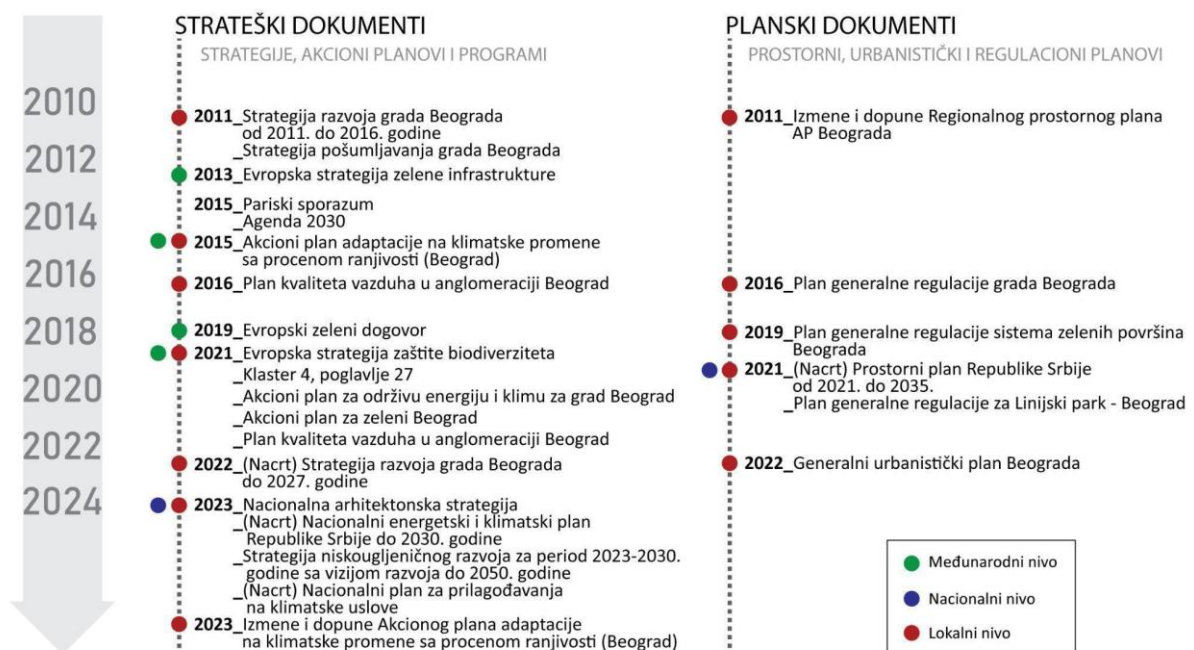 2010
2012
2014
2016
2018
2020
2022
2024
STRATEŠKI DOKUMENTI
STRATEGIJE, AKCIONI PLANOVI I PROGRAMI
2011_Strategija razvoja grada Beograda
od 2011. do 2016. godine
_Strategija pošumljavanja grada Beograda
2013_Evropska strategija zelene infrastrukture
2015_Pariski sporazum
_Agenda 2030
2015_Akcioni plan adaptacije na klimatske promene
sa procenom ranjivosti (Beograd)
2016_Plan kvaliteta vazduha u anglomeraciji Beograd
2019_Evropski zeleni dogovor
2021_Evropska strategija zaštite biodiverziteta
_Klaster 4, poglavlje 27
_Akcioni plan za održivu energiju i klimu za grad Beograd
_Akcioni plan za zeleni Beograd
_Plan kvaliteta vazduha u anglomeraciji Beograd
2022_(Nacrt) Strategija razvoja grada Beograda
do 2027. godine
2023_Nacionalna arhitektonska strategija
_(Nacrt) Nacionalni energetski i klimatski plan
Republike Srbije do 2030. godine
_Strategija niskougljeničnog razvoja za period 2023-2030.
godine sa vizijom razvoja do 2050. godine
_(Nacrt) Nacionalni plan za prilagođavanja
na klimatske uslove
2023_Izmene i dopune Akcionog plana adaptacije
na klimatske promene sa procenom ranjivosti (Beograd)
PLANSKI DOKUMENTI
PROSTORNI, URBANISTIČKI I REGULACIONI PLANOVI
2011_Izmene i dopune Regionalnog prostornog plana
AP Beograda
2016_Plan generalne regulacije grada Beograda
2019_Plan generalne regulacije sistema zelenih površina
Beograda
2021_(Nacrt) Prostorni plan Republike Srbije
od 2021. do 2035.
_Plan generalne regulacije za Linijski park - Beograd
2022_Generalni urbanistički plan Beograda
Međunarodni nivo
Nacionalni nivo
Lokalni nivo